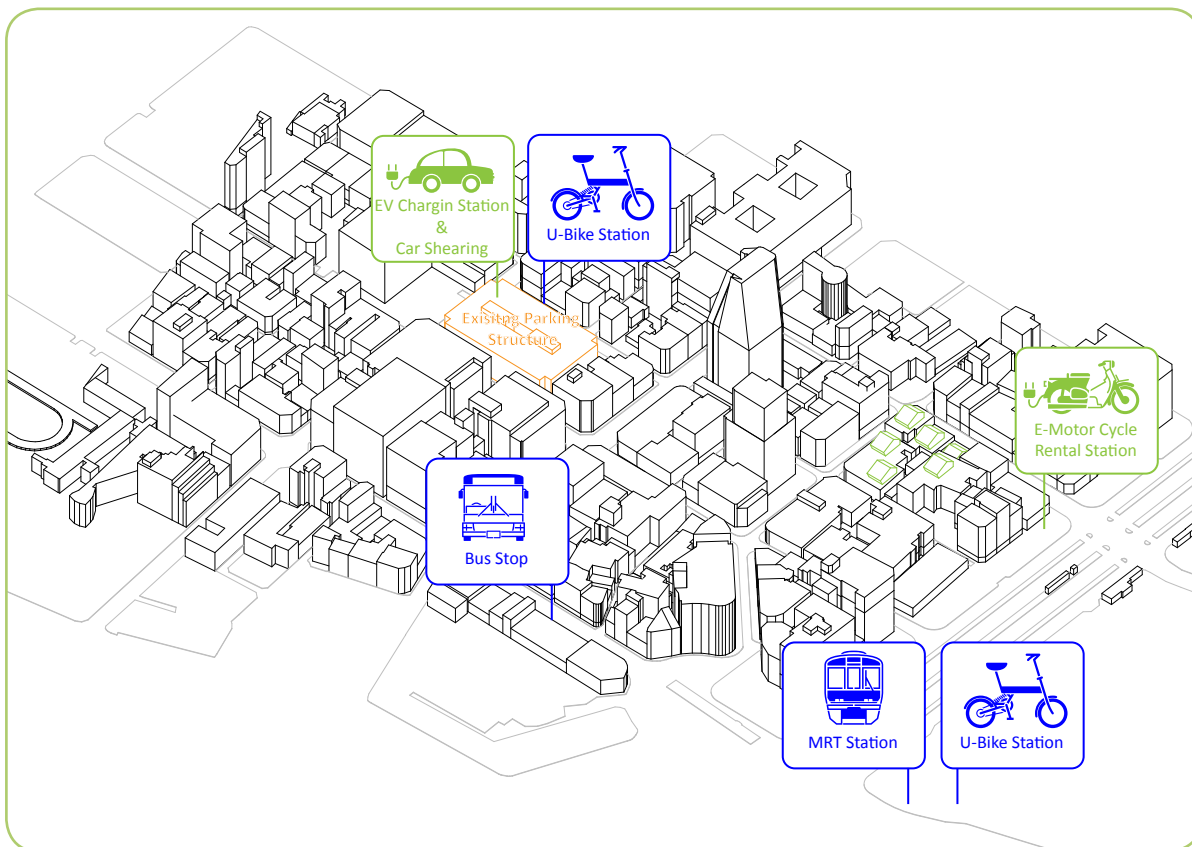 EV Chargin Station
&
Car Shearing
U-Bike Station
Exisitng Parking
Structure
E-Motor Cycle
Rental Station
Bus Stop
MRT Station
U-Bike Station